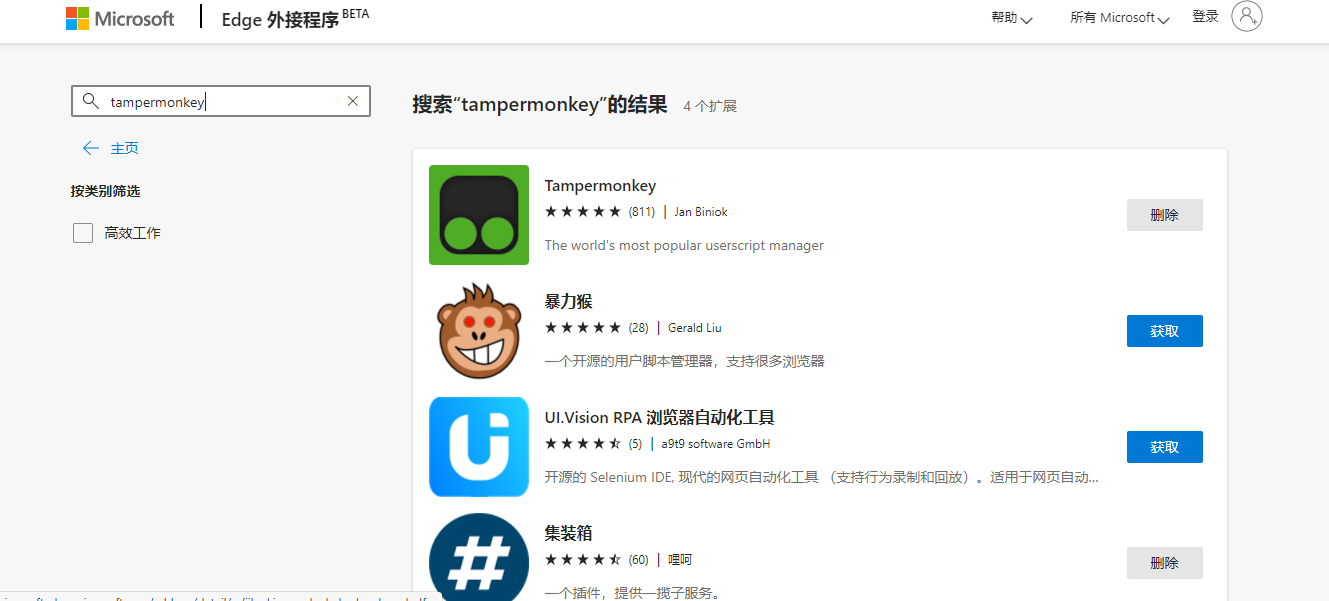 Microsoft
Edge 外接程序 BETA
帮助
所有 Microsoft
登录
tampermonkey
主页
按类别筛选
高效工作
搜索“tampermonkey”的结果 4 个扩展
Tampermonkey
★★★★★ (811) | Jan Biniok
The world's most popular userscript manager
删除
暴力猴
★★★★★ (28) | Gerald Liu
一个开源的用户脚本管理器，支持很多浏览器
获取
UI.Vision RPA 浏览器自动化工具
(5) | a9t9 software GmbH
开源的 Selenium IDE, 现代的网页自动化工具 （支持行为录制和回放）。适用于网页自动...
获取
集装箱
(60) | 哩呵
一个插件，提供一揽子服务。
删除